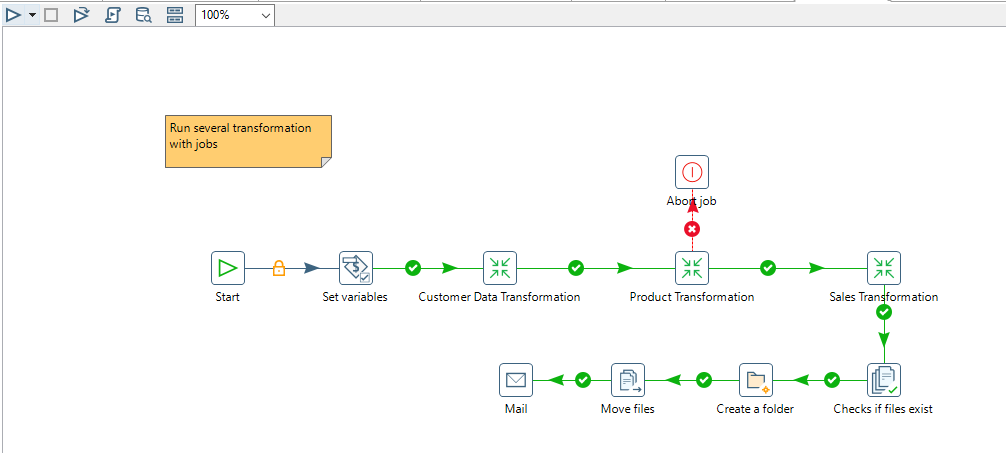 100%
Run several transformation
with jobs
Abort job
Start
Set variables
Customer Data Transformation
Product Transformation
Sales Transformation
Mail
Move files
Create a folder
Checks if files exist